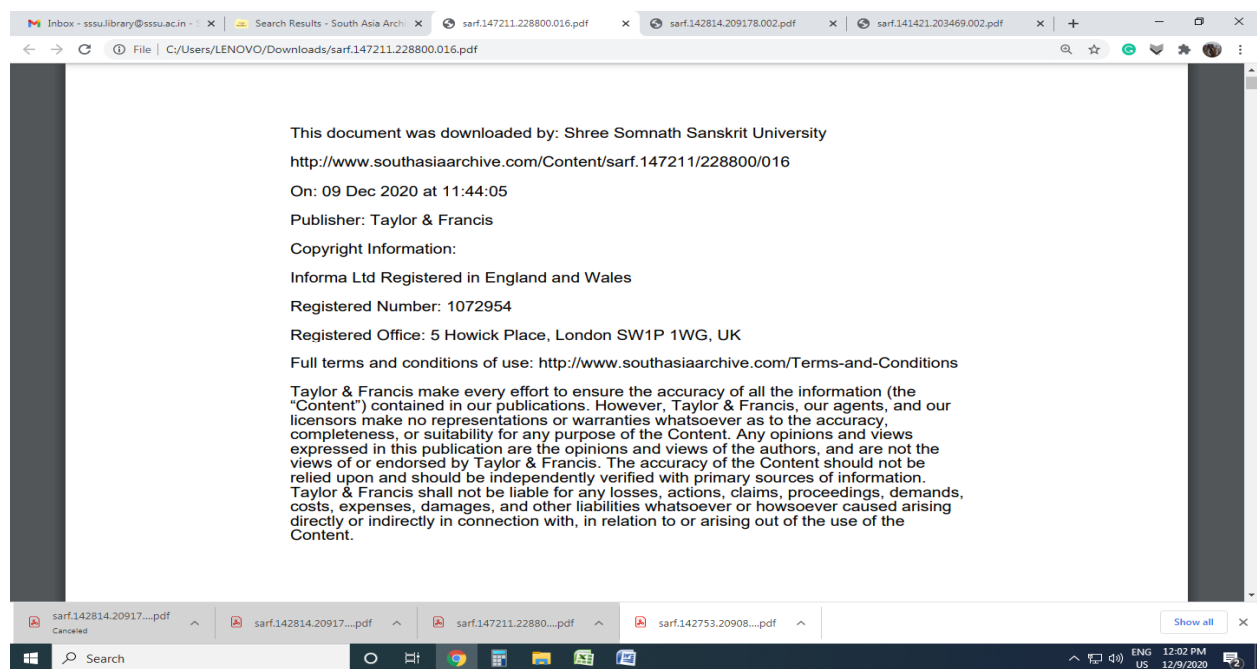 Inbox - sssu.library@sssu.ac.in - S
Search Results - South Asia Archi
sarf.147211.228800.016.pdf
sarf.142814.209178.002.pdf
sarf.141421.203469.002.pdf
File | C:/Users/LENOVO/Downloads/sarf.147211.228800.016.pdf
This document was downloaded by: Shree Somnath Sanskrit University
http://www.southasiaarchive.com/Content/sarf.147211/228800/016
On: 09 Dec 2020 at 11:44:05
Publisher: Taylor & Francis
Copyright Information:
Informa Ltd Registered in England and Wales
Registered Number: 1072954
Registered Office: 5 Howick Place, London SW1P 1WG, UK
Full terms and conditions of use: http://www.southasiaarchive.com/Terms-and-Conditions
Taylor & Francis make every effort to ensure the accuracy of all the information (the
“Content”) contained in our publications. However, Taylor & Francis, our agents, and our
licensors make no representations or warranties whatsoever as to the accuracy,
completeness, or suitability for any purpose of the Content. Any opinions and views
expressed in this publication are the opinions and views of the authors, and are not the
views of or endorsed by Taylor & Francis. The accuracy of the Content should not be
relied upon and should be independently verified with primary sources of information.
Taylor & Francis shall not be liable for any losses, actions, claims, proceedings, demands,
costs, expenses, damages, and other liabilities whatsoever or howsoever caused arising
directly or indirectly in connection with, in relation to or arising out of the use of the
Content.
sarf.142814.20917....pdf
Canceled
sarf.142814.20917....pdf
sarf.147211.22880....pdf
sarf.142753.20908....pdf
Show all
Search
ENG
US
12:02 PM
12/9/2020
2